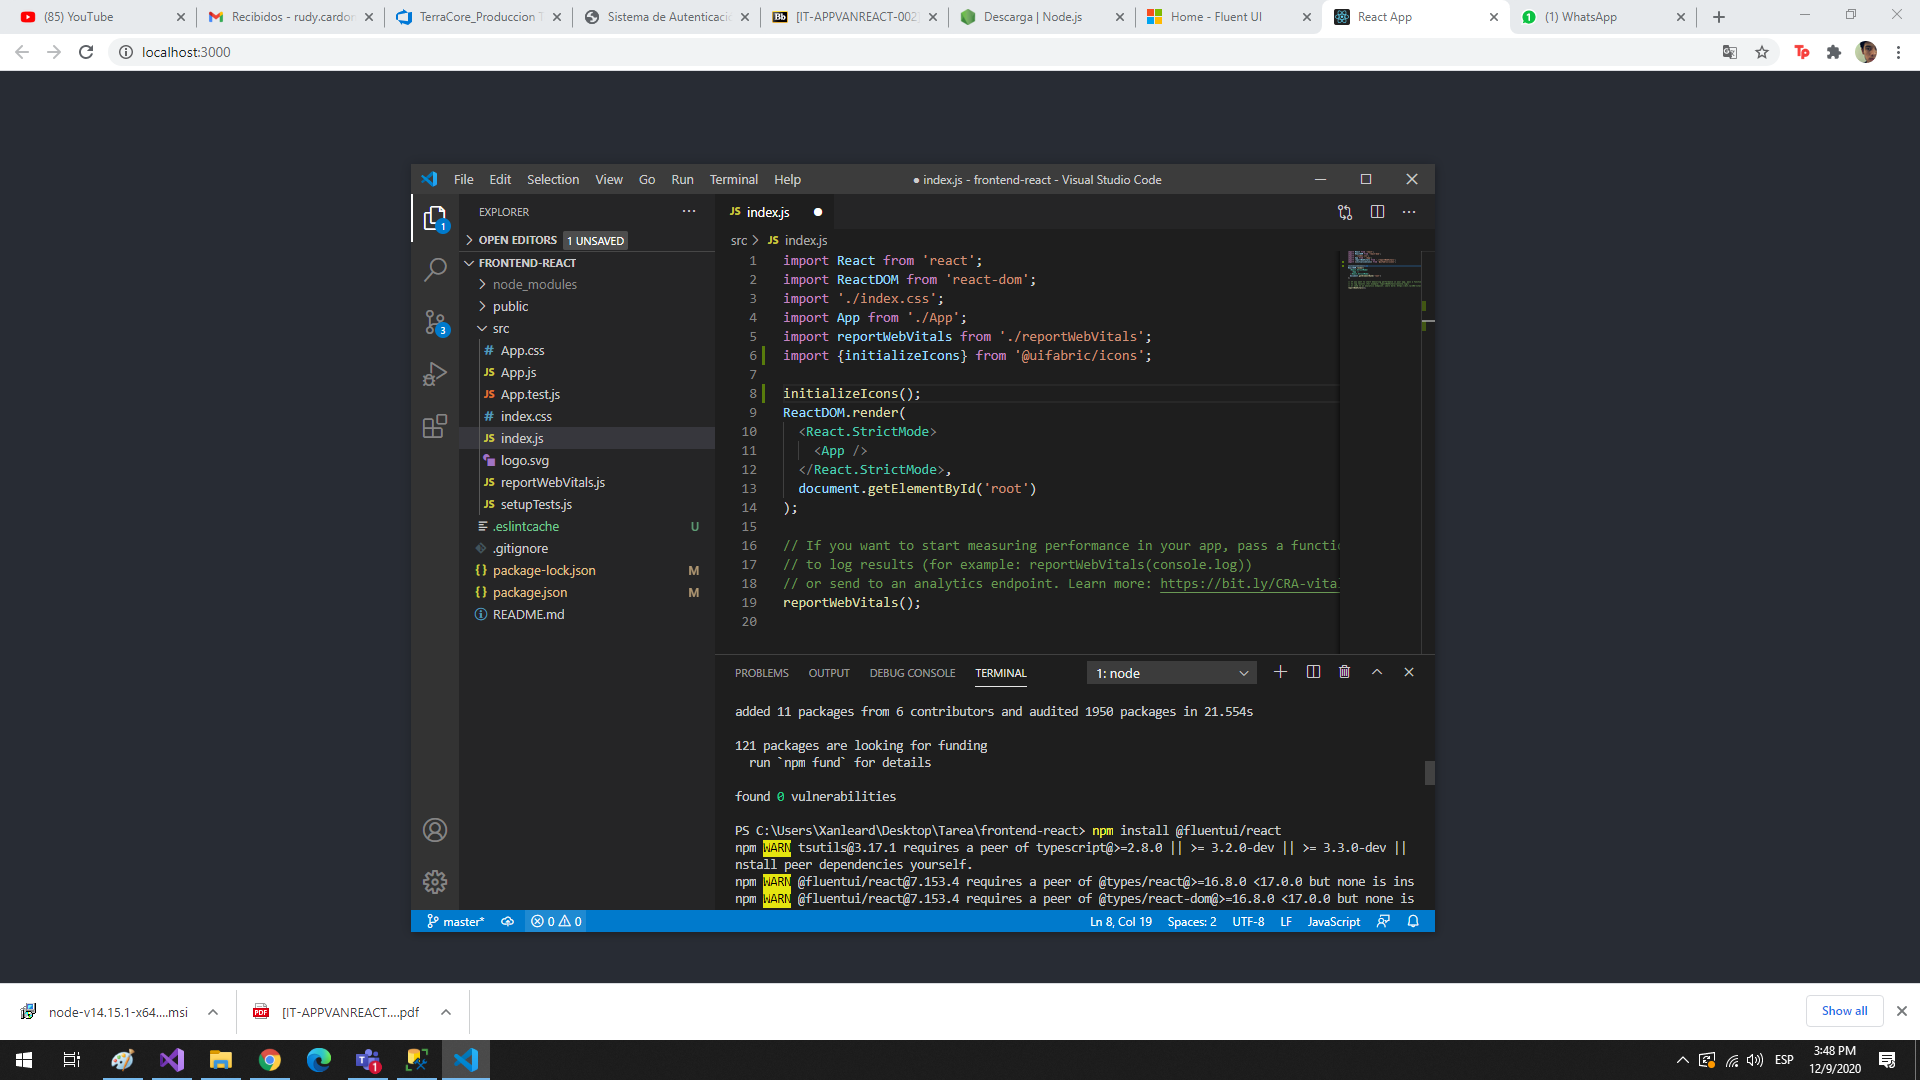 (85) YouTube
Recibidos - rudy.cardon
TerraCore_Produccion T
Sistema de Autenticaci
[IT-APPVANREACT-002]
Descarga | Node.js
Home - Fluent UI
React App
(1) WhatsApp
localhost:3000
File Edit Selection View Go Run Terminal Help
● index.js - frontend-react - Visual Studio Code
EXPLORER
OPEN EDITORS 1 UNSAVED
FRONTEND-REACT
node_modules
public
src
# App.css
JS App.js
JS App.test.js
# index.css
JS index.js
logo.svg
JS reportWebVitals.js
JS setupTests.js
.eslintcache U
.gitignore
{} package-lock.json M
{} package.json M
README.md
1
3
JS index.js
src > JS index.js
1 import React from 'react';
2 import ReactDOM from 'react-dom';
3 import './index.css';
4 import App from './App';
5 import reportWebVitals from './reportWebVitals';
6 import {initializeIcons} from '@uifabric/icons';
7
8 initializeIcons();
9 ReactDOM.render(
10 <React.StrictMode>
11 <App />
12 </React.StrictMode>,
13 document.getElementById('root')
14 );
15
16 // If you want to start measuring performance in your app, pass a functi
17 // to log results (for example: reportWebVitals(console.log))
18 // or send to an analytics endpoint. Learn more: https://bit.ly/CRA-vita
19 reportWebVitals();
20
PROBLEMS OUTPUT DEBUG CONSOLE TERMINAL
1: node
added 11 packages from 6 contributors and audited 1950 packages in 21.554s
121 packages are looking for funding
run `npm fund` for details
found 0 vulnerabilities
PS C:\Users\Xanleard\Desktop\Tarea\frontend-react> npm install @fluentui/react
npm WARN tsutils@3.17.1 requires a peer of typescript@>=2.8.0 || >= 3.2.0-dev || >= 3.3.0-dev ||
nstall peer dependencies yourself.
npm WARN @fluentui/react@7.153.4 requires a peer of @types/react@>=16.8.0 <17.0.0 but none is ins
npm WARN @fluentui/react@7.153.4 requires a peer of @types/react-dom@>=16.8.0 <17.0.0 but none is
master* 0 0
Ln 8, Col 19 Spaces: 2 UTF-8 LF JavaScript
node-v14.15.1-x64....msi
[IT-APPVANREACT....pdf
Show all
1
ESP
3:48 PM
12/9/2020